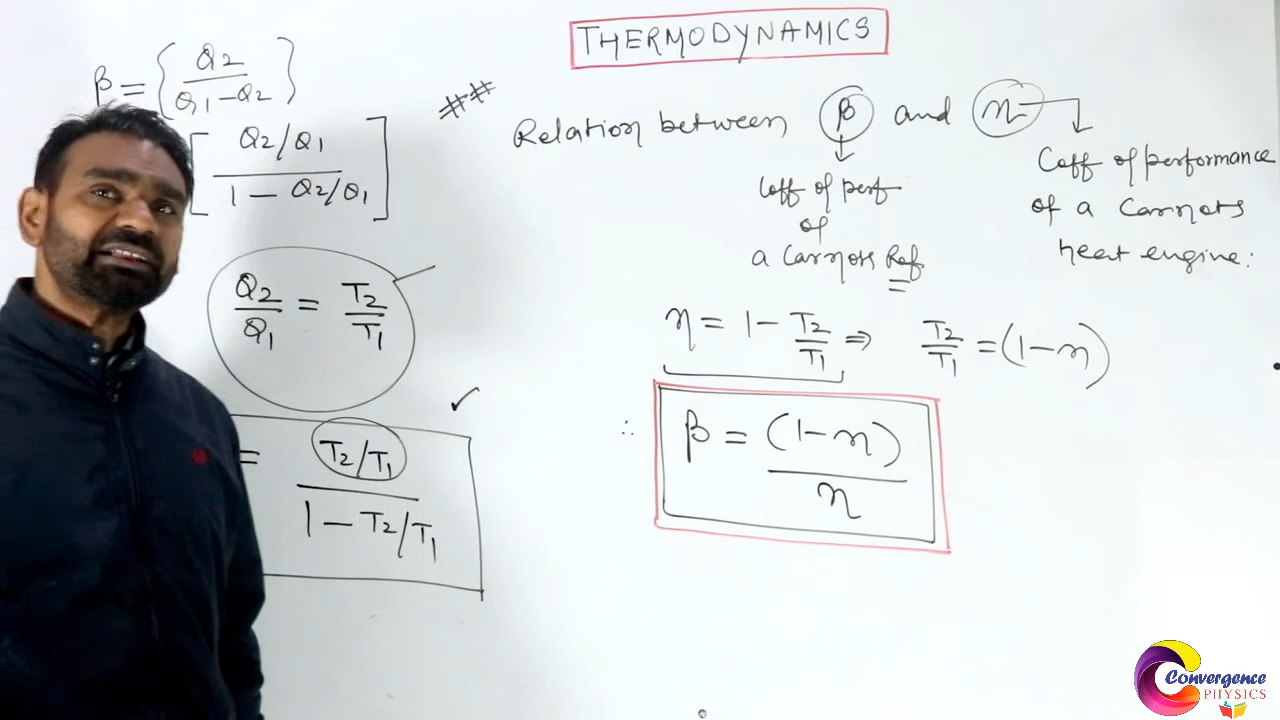 THERMODYNAMICS
β = {Q2 / Q1 - Q2}
[Q2/Q1 / 1 - Q2/Q1]
Q2/Q1 = T2/T1
= T2/T1 / 1 - T2/T1
## Relation between β and η
Coff of perf
of
a Carnots Ref
Coff of performance
of a Carnots
heat engine:
η = 1 - T2/T1 ⇒ T2/T1 = (1-η)
∴ β = (1-η) / η
Convergence
PHYSICS